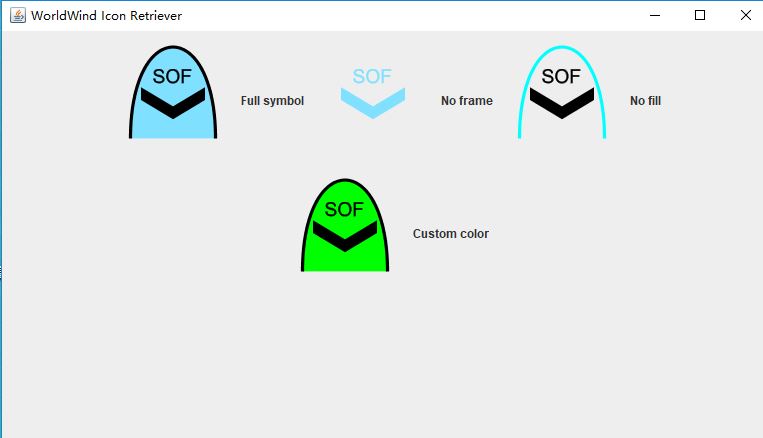 WorldWind Icon Retriever
SOF
Full symbol
SOF
No frame
SOF
No fill
SOF
Custom color